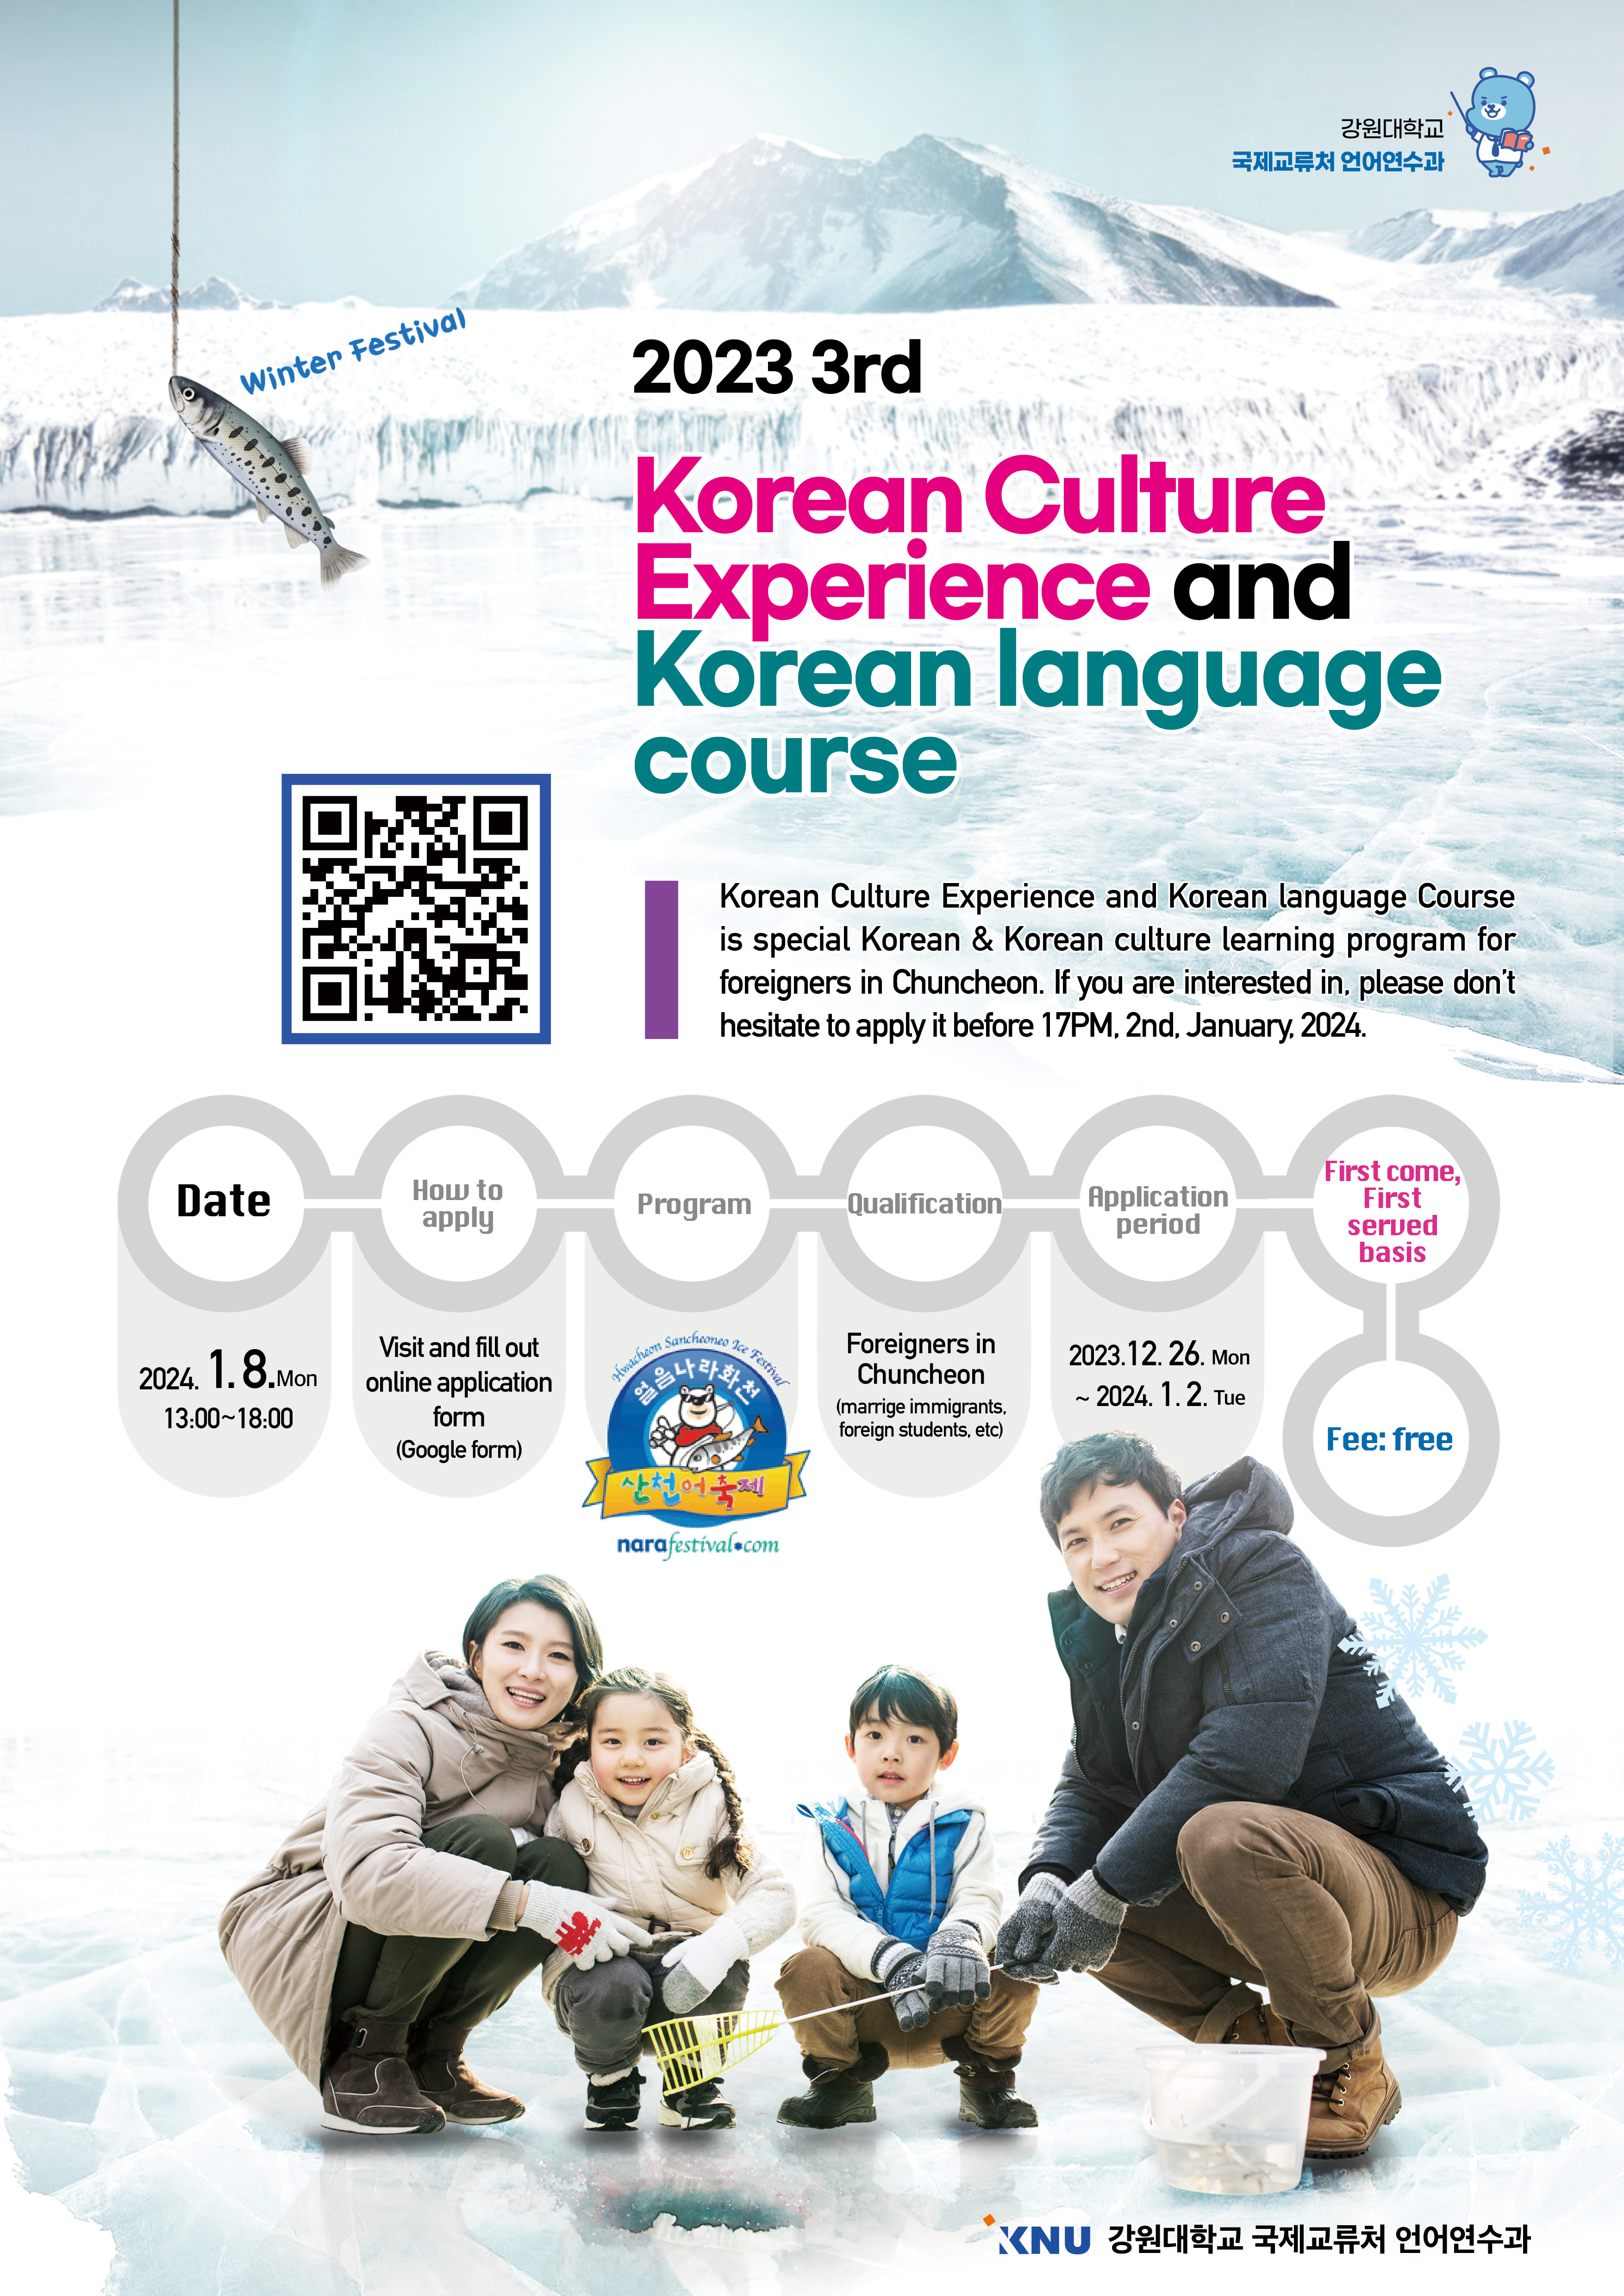 강원대학교
국제교류처 언어연수과
Winter Festival
2023 3rd
Korean Culture
Experience and
Korean language
course
Korean Culture Experience and Korean language Course
is special Korean & Korean culture learning program for
foreigners in Chuncheon. If you are interested in, please don't
hesitate to apply it before 17PM, 2nd, January, 2024.
Date
2024. 1. 8. Mon
13:00~18:00
How to
apply
Visit and fill out
online application
form
(Google form)
Program
Hwacheon Sancheoneo Ice Festival
얼음나라화천
산천어축제
narafestival.com
Qualification
Foreigners in
Chuncheon
(marrige immigrants,
foreign students, etc)
Application
period
2023.12. 26. Mon
~ 2024. 1. 2. Tue
First come,
First
served
basis
Fee: free
KNU 강원대학교 국제교류처 언어연수과